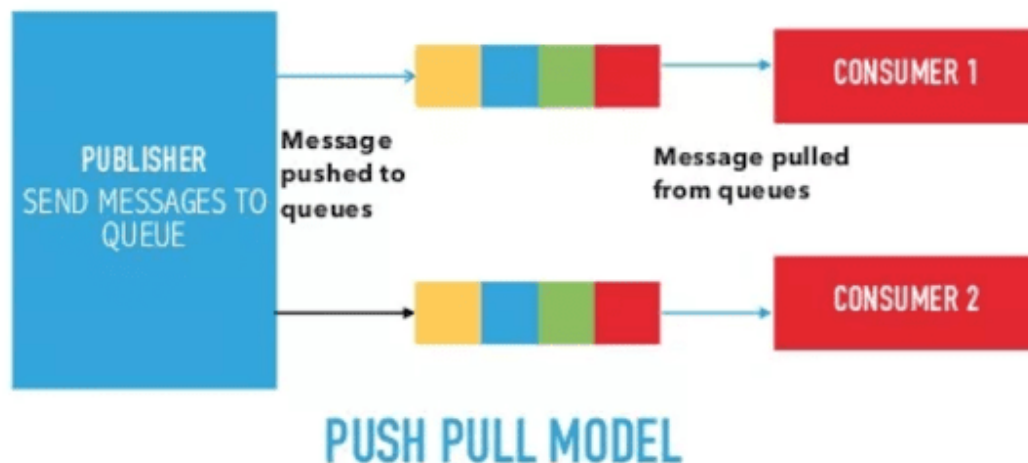 PUBLISHER
SEND MESSAGES TO
QUEUE
Message
pushed to
queues
Message pulled
from queues
CONSUMER 1
CONSUMER 2
PUSH PULL MODEL